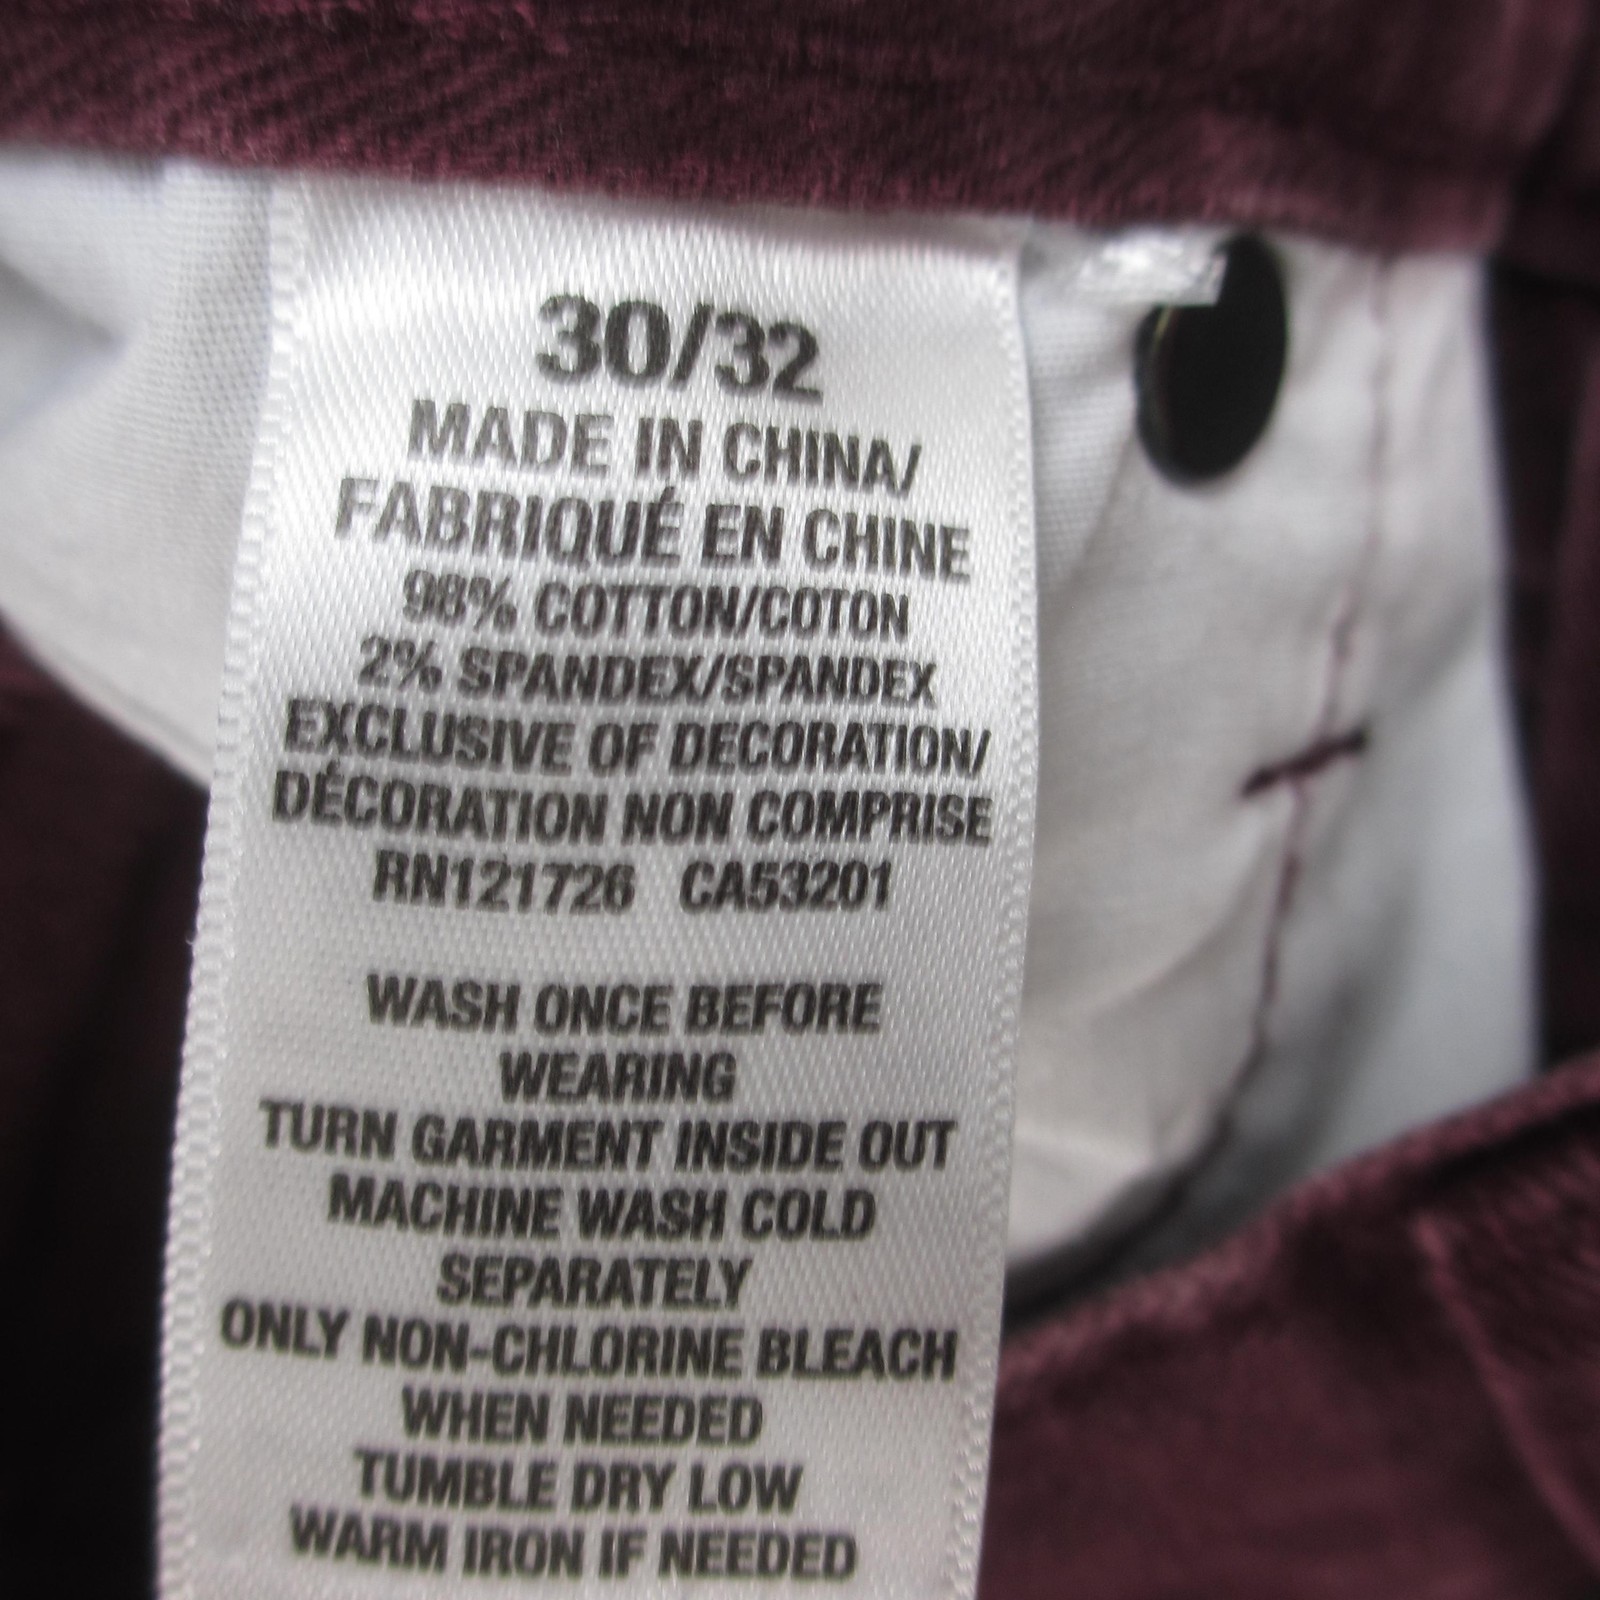 30/32
MADE IN CHINA/
FABRIQUÉ EN CHINE
98% COTTON/COTON
2% SPANDEX/SPANDEX
EXCLUSIVE OF DECORATION/
DÉCORATION NON COMPRISE
RN121726 CA53201
WASH ONCE BEFORE
WEARING
TURN GARMENT INSIDE OUT
MACHINE WASH COLD
SEPARATELY
ONLY NON-CHLORINE BLEACH
WHEN NEEDED
TUMBLE DRY LOW
WARM IRON IF NEEDED